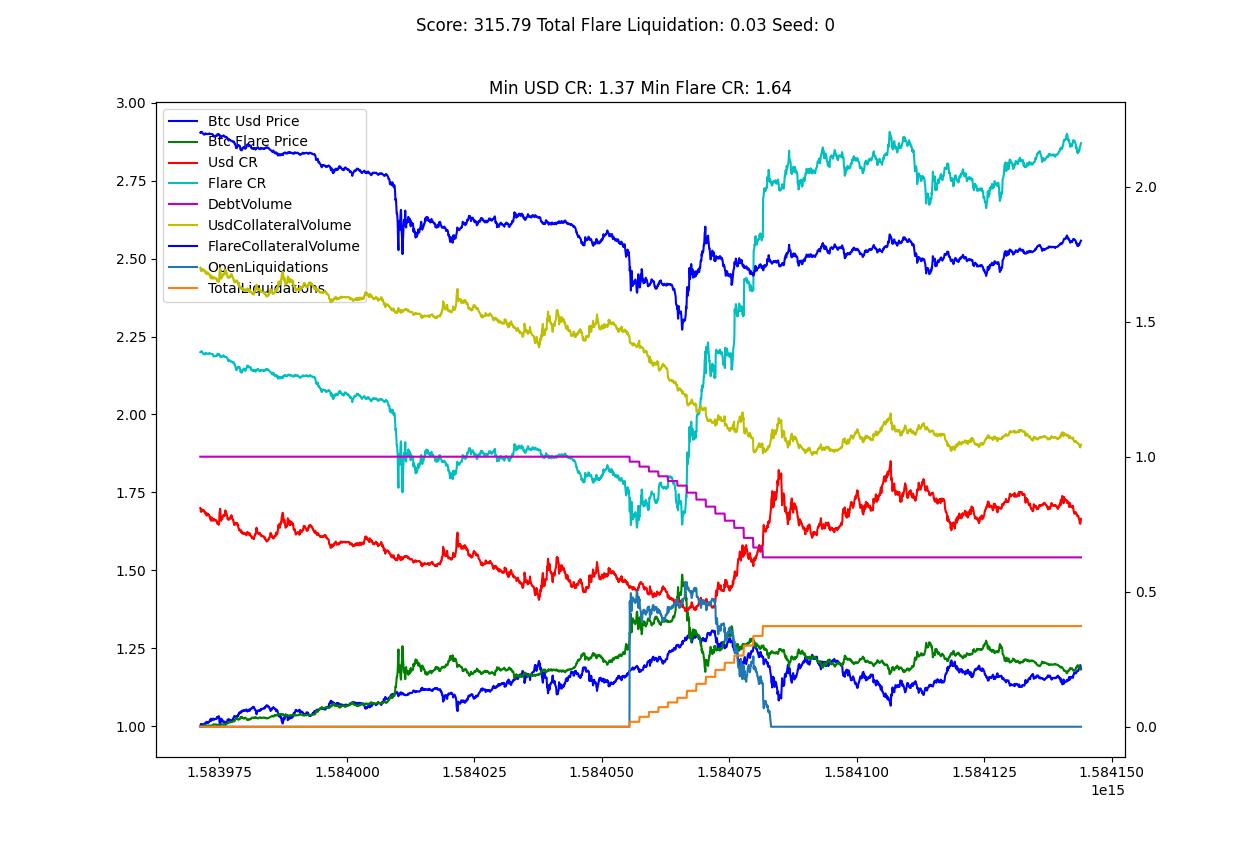 Score: 315.79 Total Flare Liquidation: 0.03 Seed: 0
Min USD CR: 1.37 Min Flare CR: 1.64
Btc Usd Price
Btc Flare Price
Usd CR
Flare CR
DebtVolume
UsdCollateralVolume
FlareCollateralVolume
OpenLiquidations
TotalLiquidations
3.00
2.75
2.50
2.25
2.00
1.75
1.50
1.25
1.00
2.0
1.5
1.0
0.5
0.0
1.583975 1.584000 1.584025 1.584050 1.584075 1.584100 1.584125 1.584150
1e15